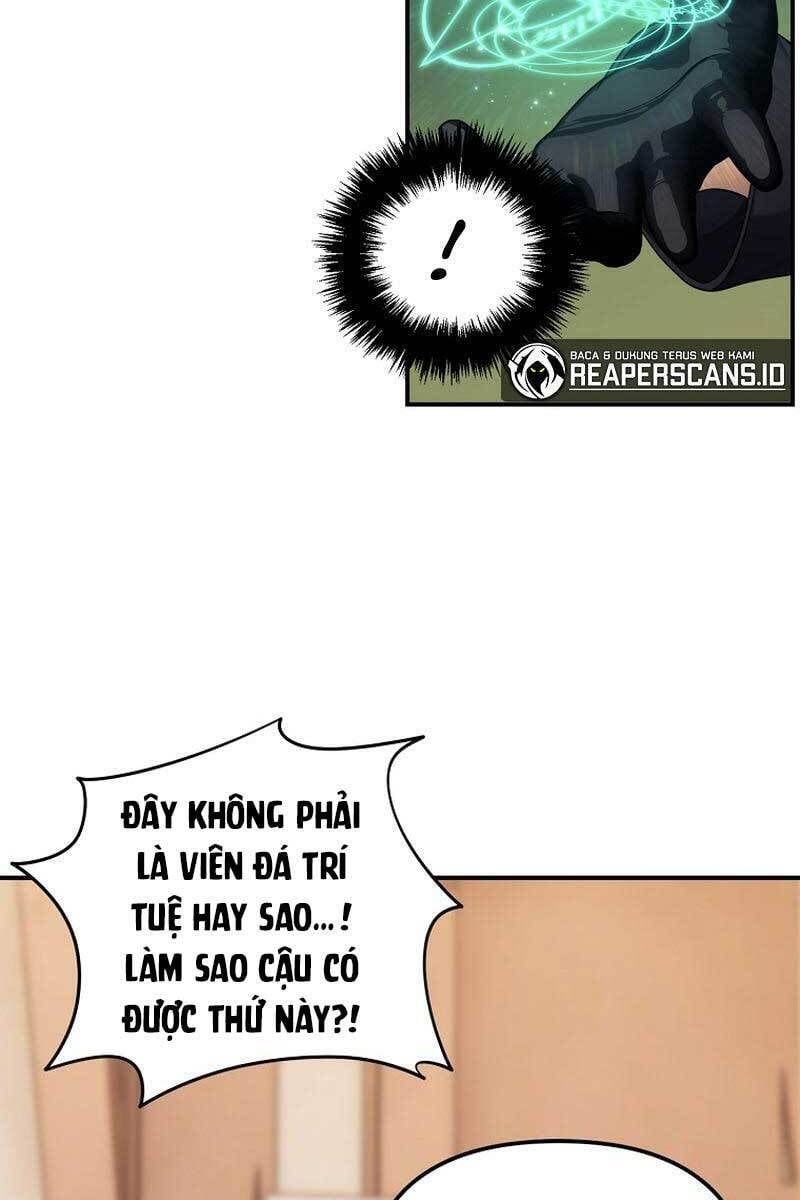 !
BACA & DUKUNG TERUS WEB KAMI
REAPERSCANS.ID
ĐÂY KHÔNG PHẢI
LÀ VIÊN ĐÁ TRÍ
TUỆ HAY SAO...!
LÀM SAO CẬU CÓ
ĐƯỢC THỨ NÀY?!